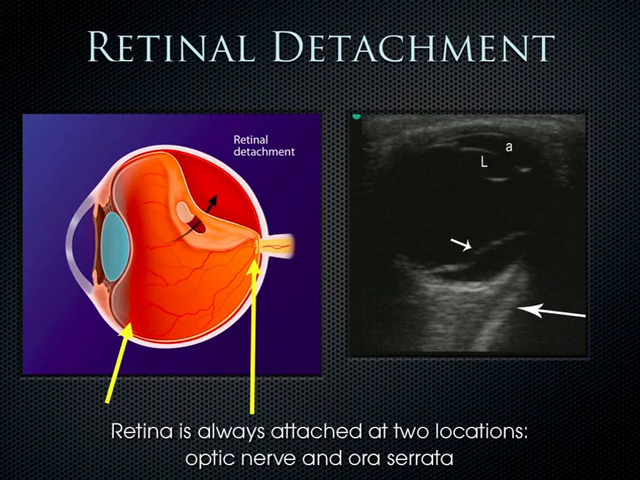 RETINAL DETACHMENT
Retinal
detachment
a
L
Retina is always attached at two locations:
optic nerve and ora serrata